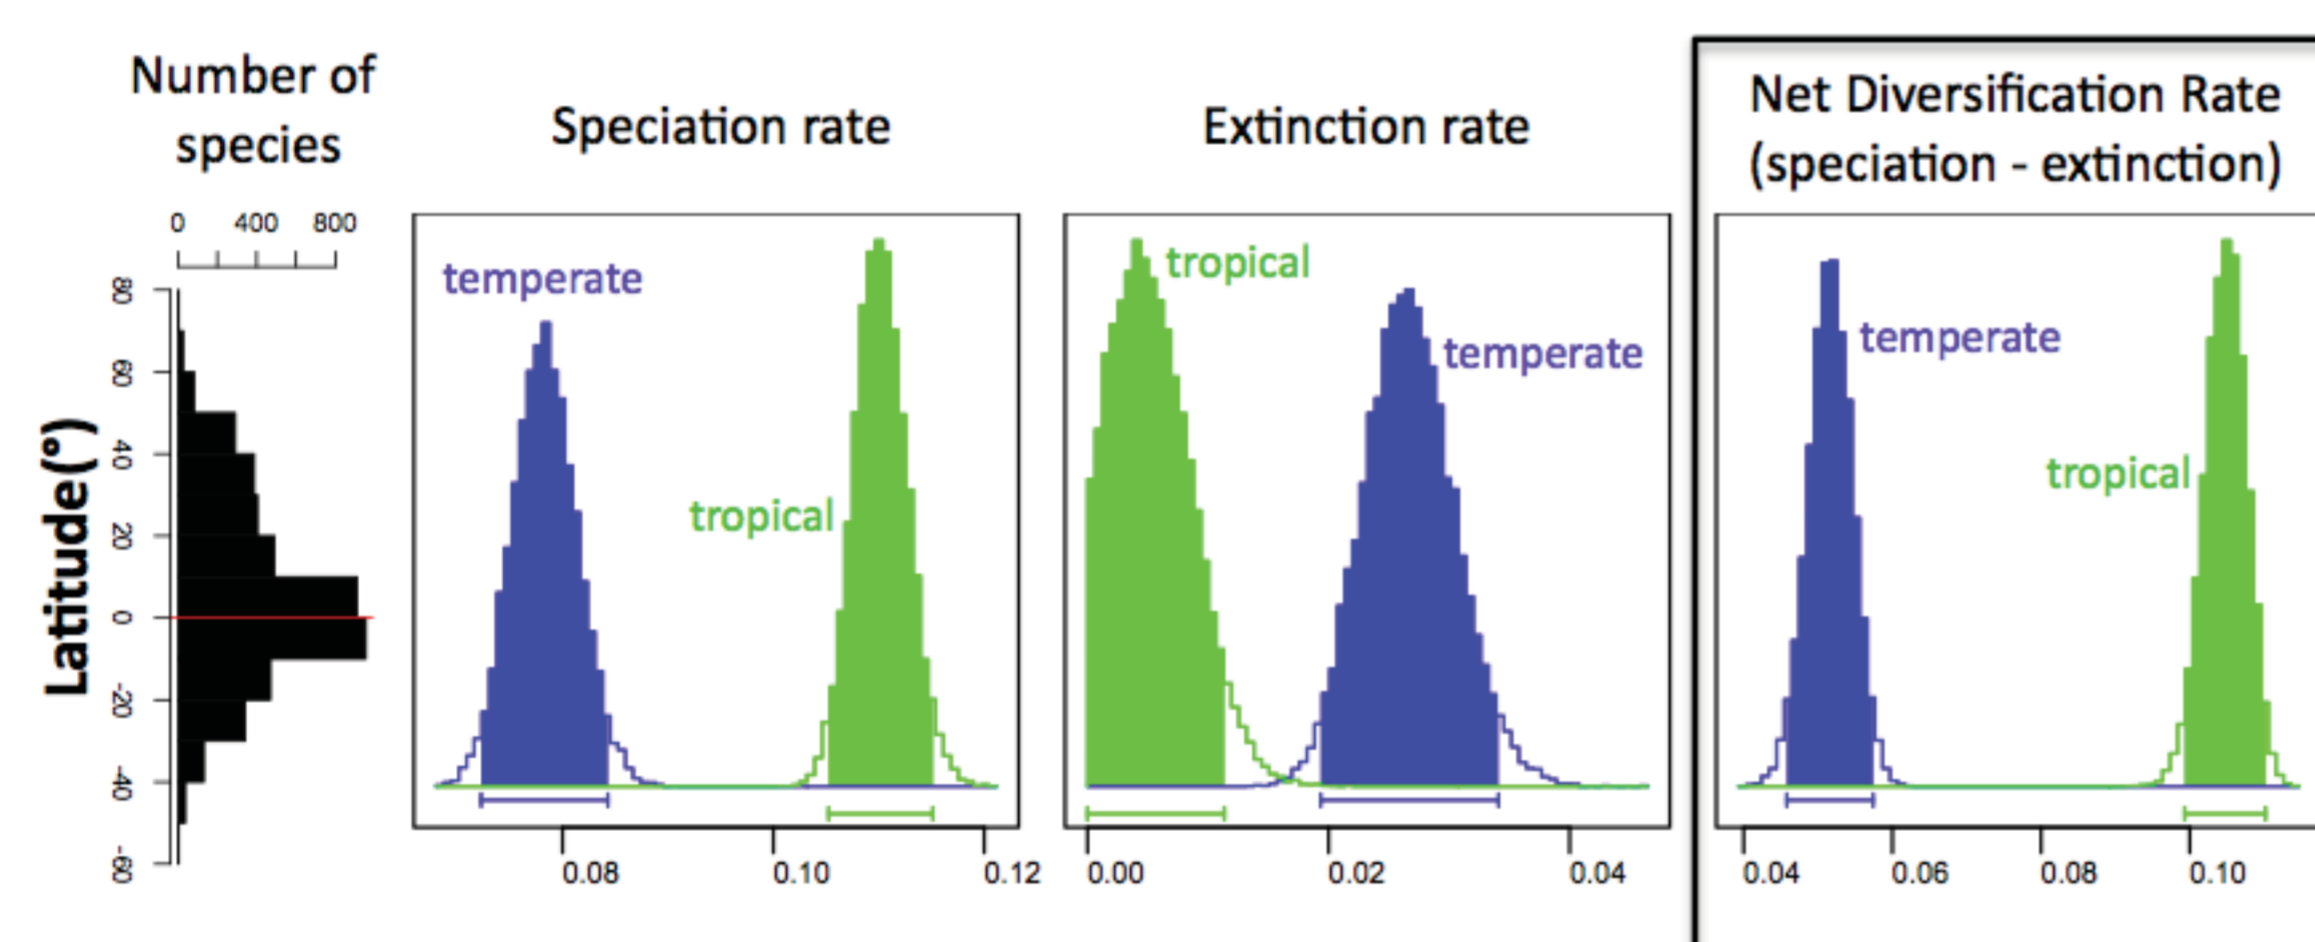 Number of
species
0 400 800
Latitude(°)
80
60
40
20
0
-20
-40
-60
Speciation rate
temperate
tropical
0.08 0.10 0.12
Extinction rate
tropical
temperate
0.00 0.02 0.04
Net Diversification Rate
(speciation - extinction)
temperate
tropical
0.04 0.06 0.08 0.10